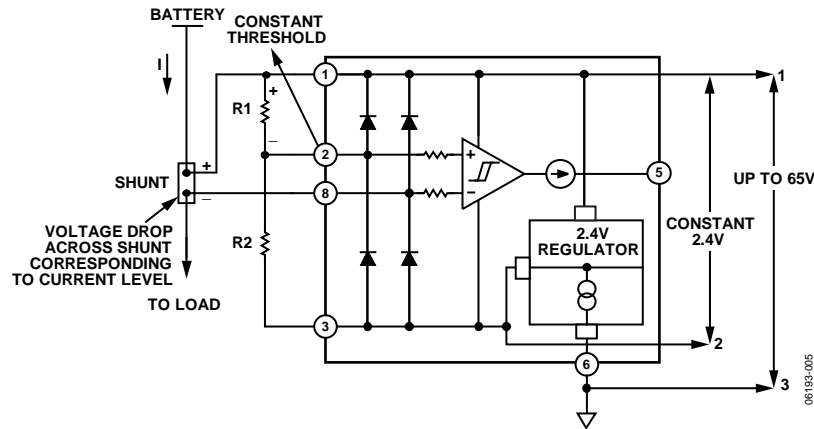 BATTERY
CONSTANT
THRESHOLD
I
1
1
+
R1
−
2
+
5
UP TO 65V
+
SHUNT
−
8
−
CONSTANT
2.4V
VOLTAGE DROP
ACROSS SHUNT
CORRESPONDING
TO CURRENT LEVEL
R2
2.4V
REGULATOR
TO LOAD
3
2
6
3
06193-005